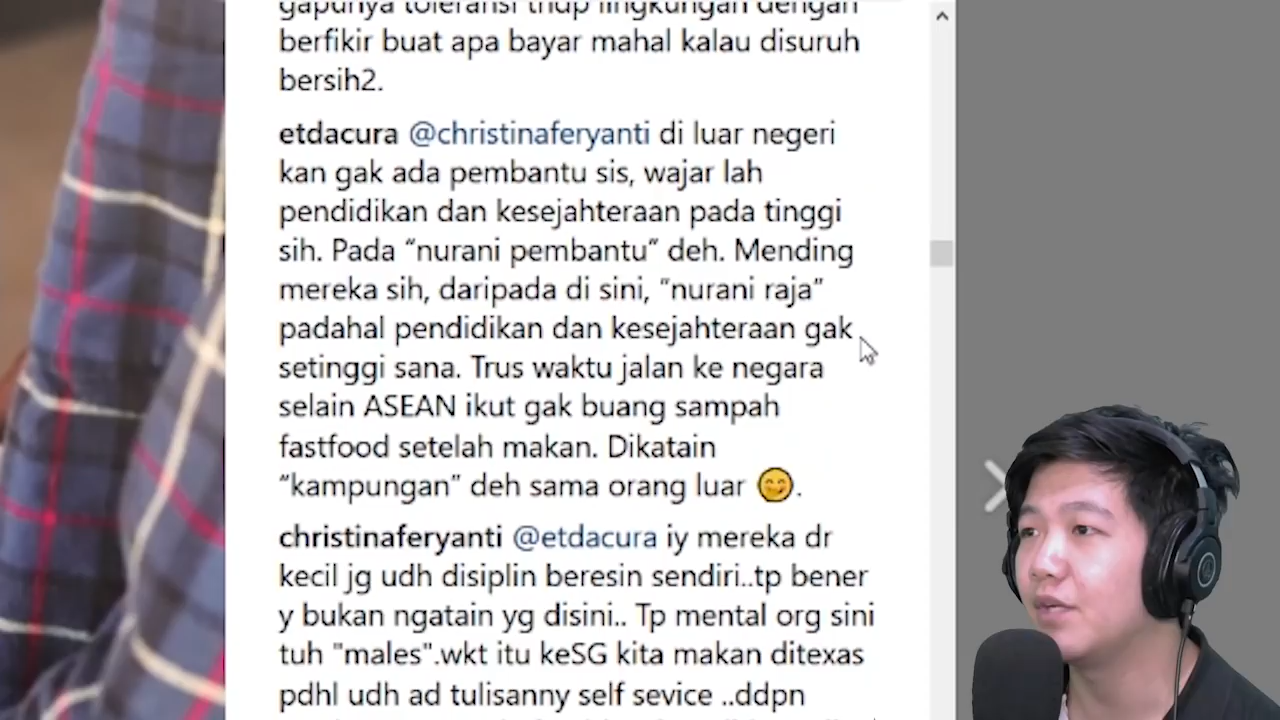 gapunya toleransi thdp lingkungan dengan
berfikir buat apa bayar mahal kalau disuruh
bersih2.
etdacura @christinaferyanti di luar negeri
kan gak ada pembantu sis, wajar lah
pendidikan dan kesejahteraan pada tinggi
sih. Pada “nurani pembantu” deh. Mending
mereka sih, daripada di sini, “nurani raja”
padahal pendidikan dan kesejahteraan gak
setinggi sana. Trus waktu jalan ke negara
selain ASEAN ikut gak buang sampah
fastfood setelah makan. Dikatain
“kampungan” deh sama orang luar 😊.
christinaferyanti @etdacura iy mereka dr
kecil jg udh disiplin beresin sendiri..tp bener
y bukan ngatain yg disini.. Tp mental org sini
tuh "males".wkt itu keSG kita makan ditexas
pdhl udh ad tulisanny self sevice ..ddpn